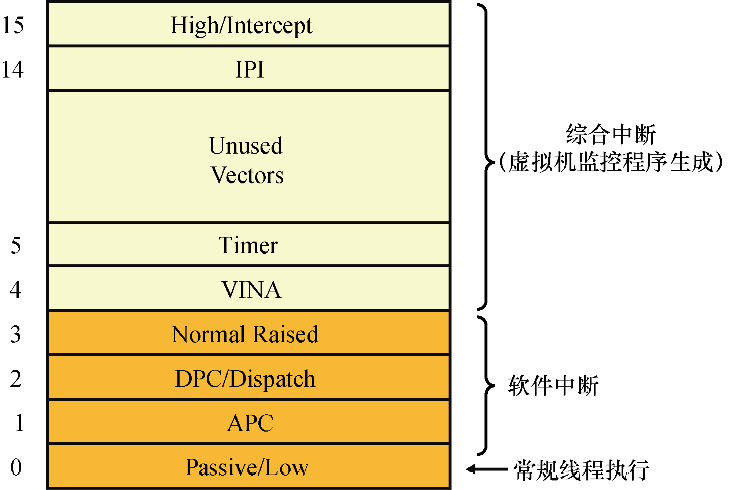 15 High/Intercept
14 IPI
Unused
Vectors
综合中断
(虚拟机监控程序生成)
5 Timer
4 VINA
3 Normal Raised
2 DPC/Dispatch
软件中断
1 APC
0 Passive/Low
常规线程执行